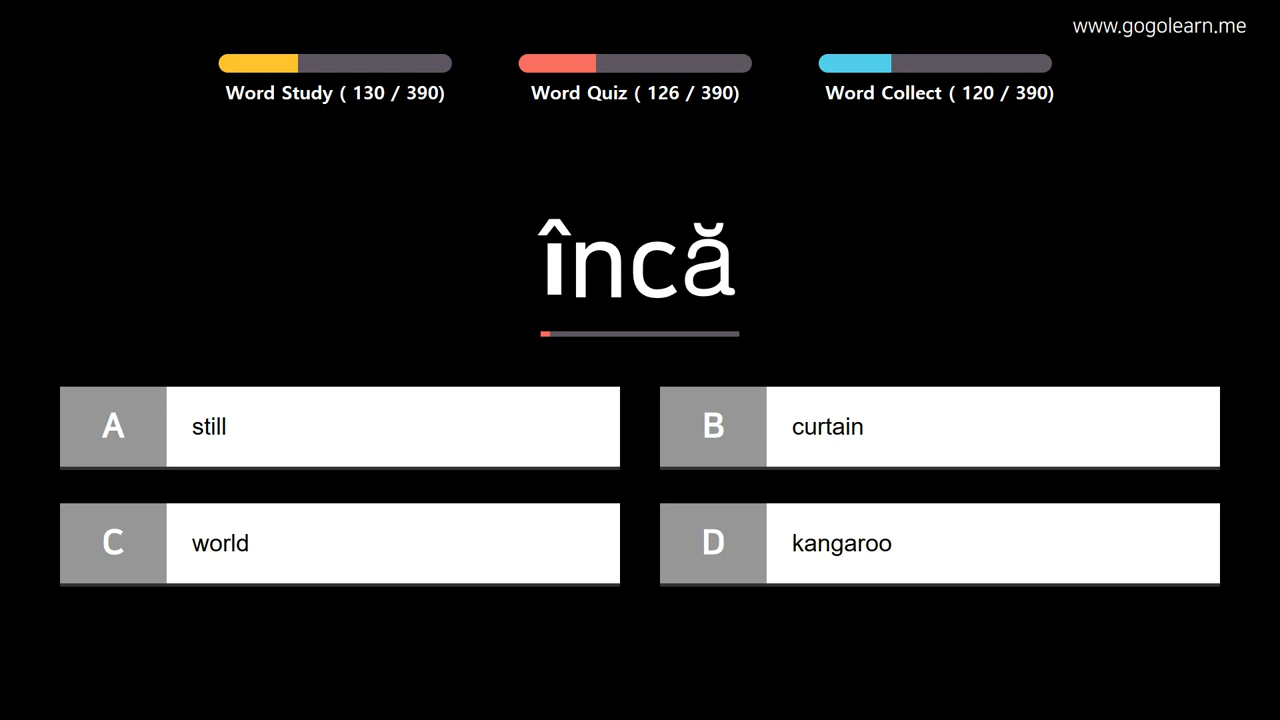 www.gogolearn.me
Word Study ( 130 / 390)
Word Quiz ( 126 / 390)
Word Collect ( 120 / 390)
încă
A still
B curtain
C world
D kangaroo